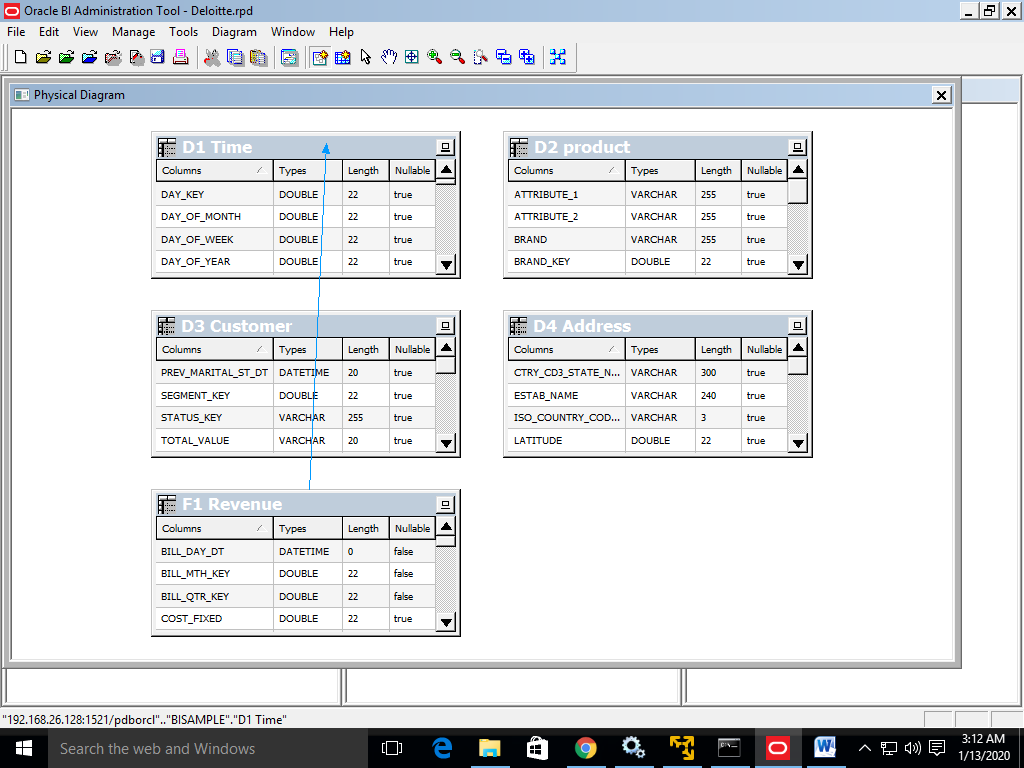 Oracle BI Administration Tool - Deloitte.rpd
File Edit View Manage Tools Diagram Window Help
Physical Diagram
D1 Time
Columns Types Length Nullable
DAY_KEY DOUBLE 22 true
DAY_OF_MONTH DOUBLE 22 true
DAY_OF_WEEK DOUBLE 22 true
DAY_OF_YEAR DOUBLE 22 true
D2 product
Columns Types Length Nullable
ATTRIBUTE_1 VARCHAR 255 true
ATTRIBUTE_2 VARCHAR 255 true
BRAND VARCHAR 255 true
BRAND_KEY DOUBLE 22 true
D3 Customer
Columns Types Length Nullable
PREV_MARITAL_ST_DT DATETIME 20 true
SEGMENT_KEY DOUBLE 22 true
STATUS_KEY VARCHAR 255 true
TOTAL_VALUE VARCHAR 20 true
D4 Address
Columns Types Length Nullable
CTRY_CD3_STATE_N... VARCHAR 300 true
ESTAB_NAME VARCHAR 240 true
ISO_COUNTRY_COD... VARCHAR 3 true
LATITUDE DOUBLE 22 true
F1 Revenue
Columns Types Length Nullable
BILL_DAY_DT DATETIME 0 false
BILL_MTH_KEY DOUBLE 22 false
BILL_QTR_KEY DOUBLE 22 false
COST_FIXED DOUBLE 22 true
"192.168.26.128:1521/pdborcl".."BISAMPLE"."D1 Time"
Search the web and Windows
3:12 AM
1/13/2020